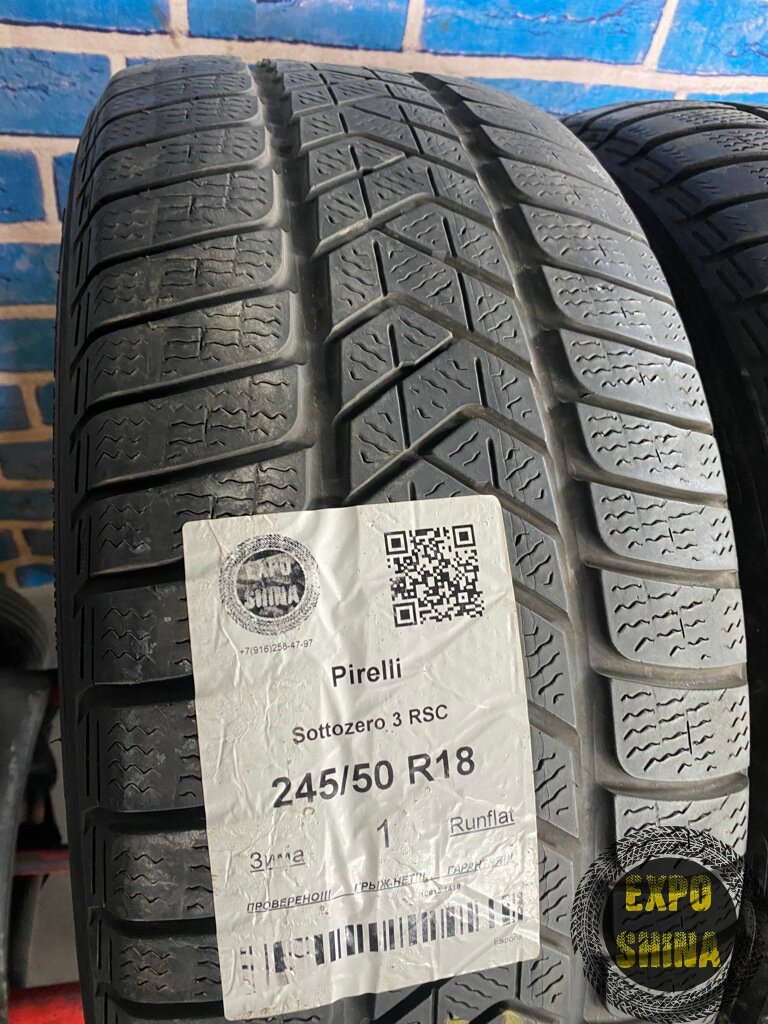 EXPO
SHINA
+7(916)258-47-97
Pirelli
Sottozero 3 RSC
245/50 R18
Зима 1 Runflat
ПРОВЕРЕНО!!! ГРЫЖ-НЕТ!!!
Европа
EXPO
SHINA